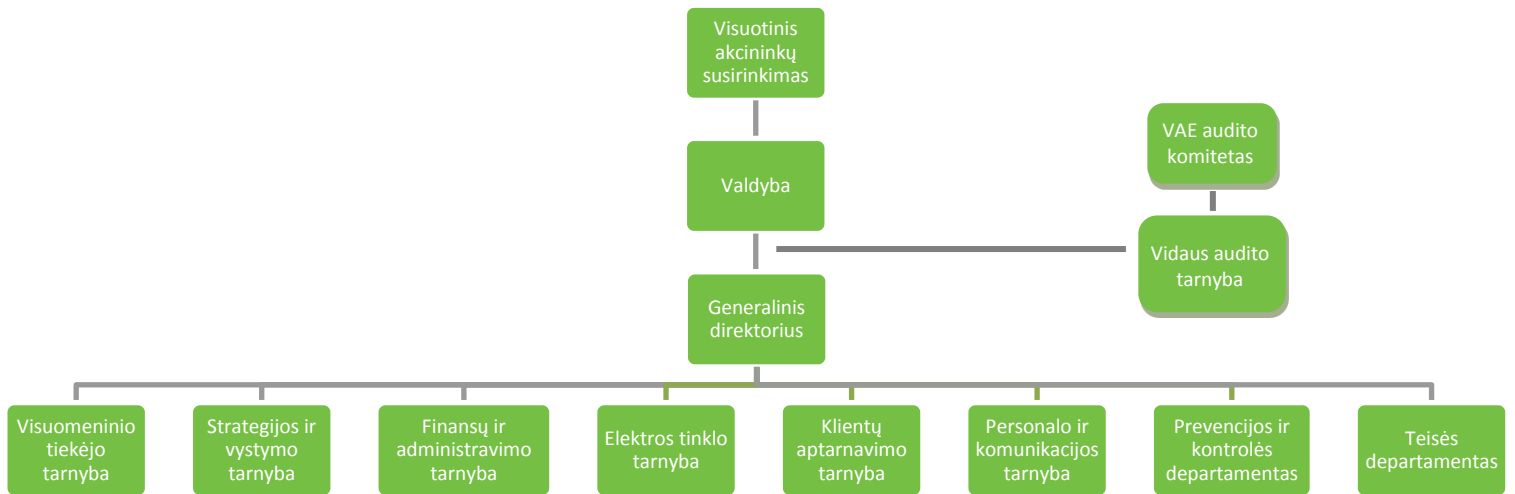 Visuotinis
akcininkų
susirinkimas
VAE audito
komitetas
Valdyba
Vidaus audito
tarnyba
Generalinis
direktorius
Visuomeninio
tiekėjo
tarnyba
Strategijos ir
vystymo
tarnyba
Finansų ir
administravimo
tarnyba
Elektros tinklo
tarnyba
Klientų
aptarnavimo
tarnyba
Personalo ir
komunikacijos
tarnyba
Prevencijos ir
kontrolės
departamentas
Teisės
departamentas